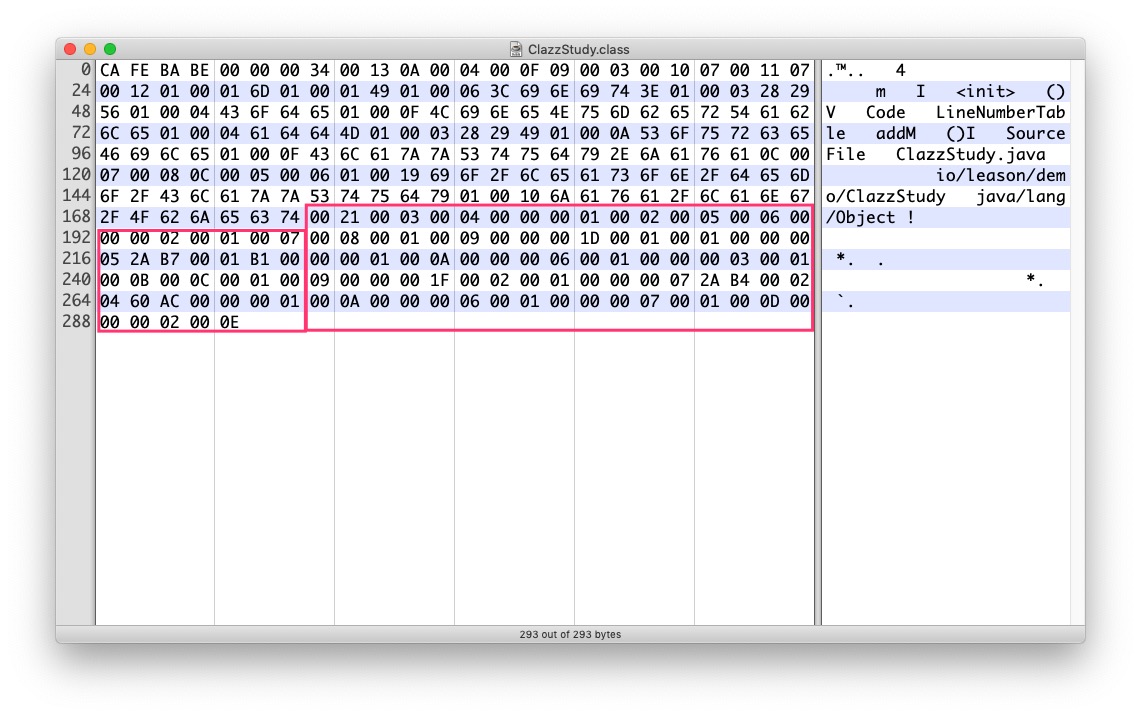 ClazzStudy.class
0 CA FE BA BE 00 00 00 34 00 13 0A 00 04 00 0F 09 00 03 00 10 07 00 11 07 .™.. 4
24 00 12 01 00 01 6D 01 00 01 49 01 00 06 3C 69 6E 69 74 3E 01 00 03 28 29 m I <init> ()
48 56 01 00 04 43 6F 64 65 01 00 0F 4C 69 6E 65 4E 75 6D 62 65 72 54 61 62 V Code LineNumberTab
72 6C 65 01 00 04 61 64 64 4D 01 00 03 28 29 49 01 00 0A 53 6F 75 72 63 65 le addM ()I Source
96 46 69 6C 65 01 00 0F 43 6C 61 7A 7A 53 74 75 64 79 2E 6A 61 76 61 0C 00 File ClazzStudy.java
120 07 00 08 0C 00 05 00 06 01 00 19 69 6F 2F 6C 65 61 73 6F 6E 2F 64 65 6D io/leason/dem
144 6F 2F 43 6C 61 7A 7A 53 74 75 64 79 01 00 10 6A 61 76 61 2F 6C 61 6E 67 o/ClazzStudy java/lang
168 2F 4F 62 6A 65 63 74 00 21 00 03 00 04 00 00 00 01 00 02 00 05 00 06 00 /Object !
192 00 00 02 00 01 00 07 00 08 00 01 00 09 00 00 00 1D 00 01 00 01 00 00 00
216 05 2A B7 00 01 B1 00 00 00 01 00 0A 00 00 00 06 00 01 00 00 00 03 00 01 *. .
240 00 0B 00 0C 00 01 00 09 00 00 00 1F 00 02 00 01 00 00 00 07 2A B4 00 02 *.
264 04 60 AC 00 00 00 01 00 0A 00 00 00 06 00 01 00 00 00 07 00 01 00 0D 00 `.
288 00 00 02 00 0E
293 out of 293 bytes